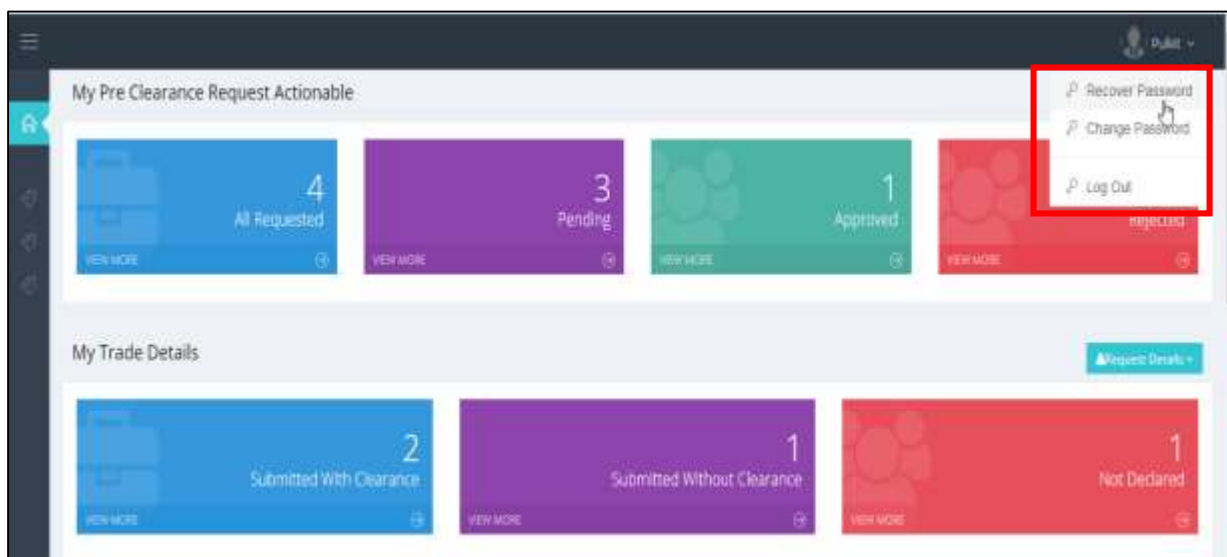 Pulkit
My Pre Clearance Request Actionable
Recover Password
Change Password
Log Out
4
All Requested
VIEW MORE
3
Pending
VIEW MORE
1
Approved
VIEW MORE
Rejected
VIEW MORE
My Trade Details
Request Details
2
Submitted With Clearance
VIEW MORE
1
Submitted Without Clearance
VIEW MORE
1
Not Declared
VIEW MORE